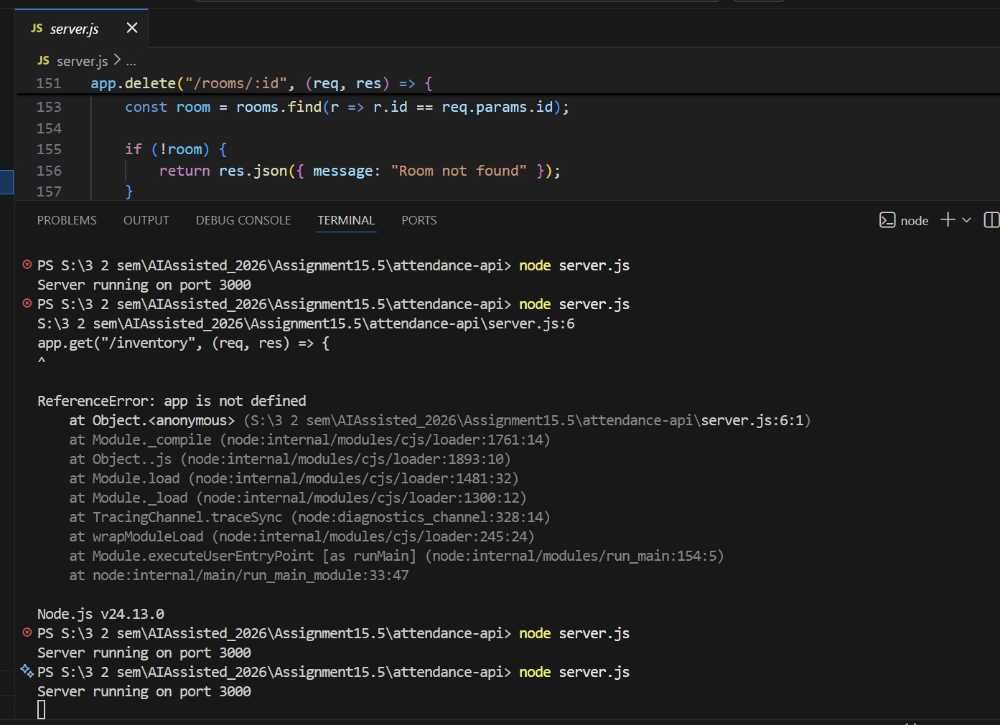 JS server.js
JS server.js > ...
151 app.delete("/rooms/:id", (req, res) => {
153 const room = rooms.find(r => r.id == req.params.id);
154
155 if (!room) {
156 return res.json({ message: "Room not found" });
157 }
PROBLEMS OUTPUT DEBUG CONSOLE TERMINAL PORTS node
PS S:\3 2 sem\AIAssisted_2026\Assignment15.5\attendance-api> node server.js
Server running on port 3000
PS S:\3 2 sem\AIAssisted_2026\Assignment15.5\attendance-api> node server.js
S:\3 2 sem\AIAssisted_2026\Assignment15.5\attendance-api\server.js:6
app.get("/inventory", (req, res) => {
^
ReferenceError: app is not defined
at Object.<anonymous> (S:\3 2 sem\AIAssisted_2026\Assignment15.5\attendance-api\server.js:6:1)
at Module._compile (node:internal/modules/cjs/loader:1761:14)
at Object..js (node:internal/modules/cjs/loader:1893:10)
at Module.load (node:internal/modules/cjs/loader:1481:32)
at Module._load (node:internal/modules/cjs/loader:1300:12)
at TracingChannel.traceSync (node:diagnostics_channel:328:14)
at wrapModuleLoad (node:internal/modules/cjs/loader:245:24)
at Module.executeUserEntryPoint [as runMain] (node:internal/modules/run_main:154:5)
at node:internal/main/run_main_module:33:47
Node.js v24.13.0
PS S:\3 2 sem\AIAssisted_2026\Assignment15.5\attendance-api> node server.js
Server running on port 3000
PS S:\3 2 sem\AIAssisted_2026\Assignment15.5\attendance-api> node server.js
Server running on port 3000